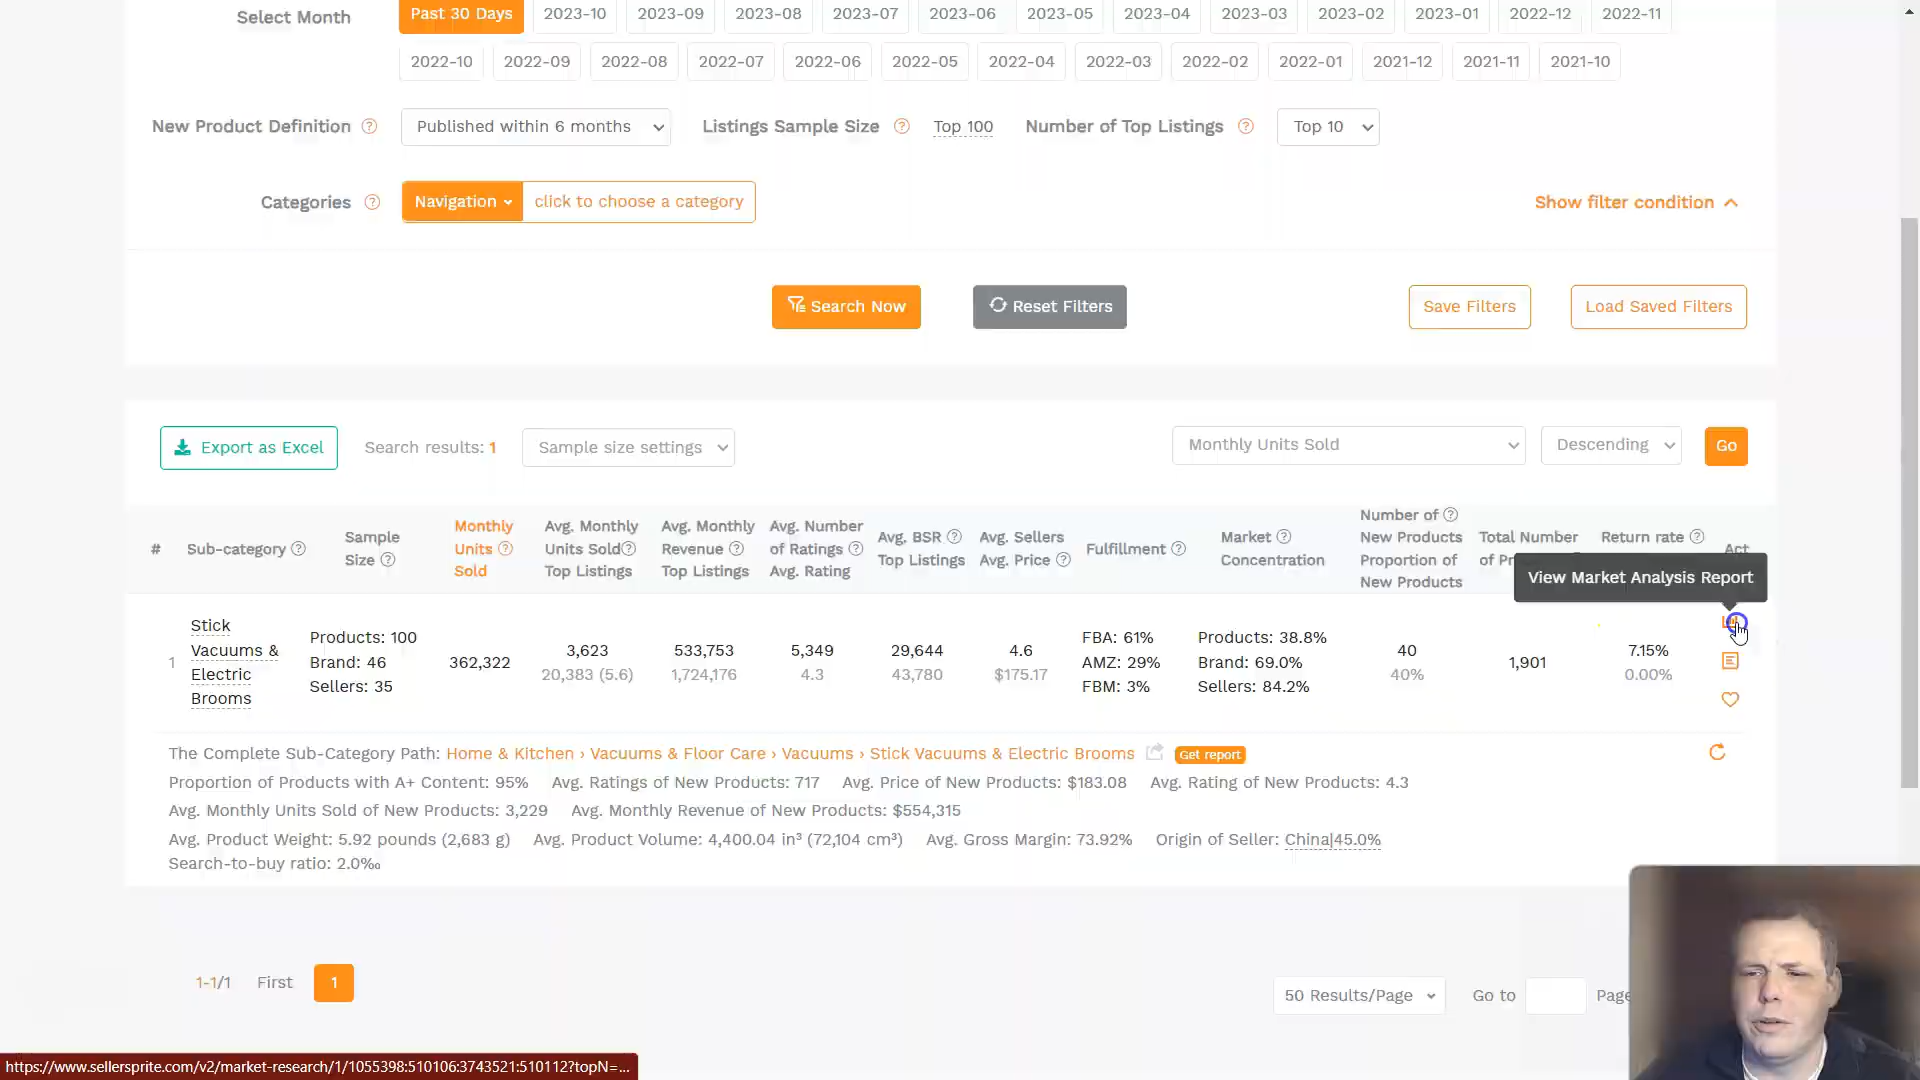 Select Month
Past 30 Days 2023-10 2023-09 2023-08 2023-07 2023-06 2023-05 2023-04 2023-03 2023-02 2023-01 2022-12 2022-11
2022-10 2022-09 2022-08 2022-07 2022-06 2022-05 2022-04 2022-03 2022-02 2022-01 2021-12 2021-11 2021-10
New Product Definition Published within 6 months Listings Sample Size Top 100 Number of Top Listings Top 10
Categories Navigation click to choose a category Show filter condition
Search Now Reset Filters Save Filters Load Saved Filters
Export as Excel Search results: 1 Sample size settings Monthly Units Sold Descending Go
#
Sub-category
Sample
Size
Monthly
Units
Sold
Avg. Monthly
Units Sold
Top Listings
Avg. Monthly
Revenue
Top Listings
Avg. Number
of Ratings
Avg. Rating
Avg. BSR
Top Listings
Avg. Sellers
Avg. Price
Fulfillment
Market
Concentration
Number of
New Products
Proportion of
New Products
Total Number
of Pr
Return rate
Act
View Market Analysis Report
1
Stick
Vacuums &
Electric
Brooms
Products: 100
Brand: 46
Sellers: 35
362,322
3,623
20,383 (5.6)
533,753
1,724,176
5,349
4.3
29,644
43,780
4.6
$175.17
FBA: 61%
AMZ: 29%
FBM: 3%
Products: 38.8%
Brand: 69.0%
Sellers: 84.2%
40
40%
1,901
7.15%
0.00%
The Complete Sub-Category Path: Home & Kitchen › Vacuums & Floor Care › Vacuums › Stick Vacuums & Electric Brooms Get report
Proportion of Products with A+ Content: 95% Avg. Ratings of New Products: 717 Avg. Price of New Products: $183.08 Avg. Rating of New Products: 4.3
Avg. Monthly Units Sold of New Products: 3,229 Avg. Monthly Revenue of New Products: $554,315
Avg. Product Weight: 5.92 pounds (2,683 g) Avg. Product Volume: 4,400.04 in³ (72,104 cm³) Avg. Gross Margin: 73.92% Origin of Seller: China|45.0%
Search-to-buy ratio: 2.0‰
1-1/1 First 1 50 Results/Page Go to Page
https://www.sellersprite.com/v2/market-research/1/1055398:510106:3743521:510112?topN=...